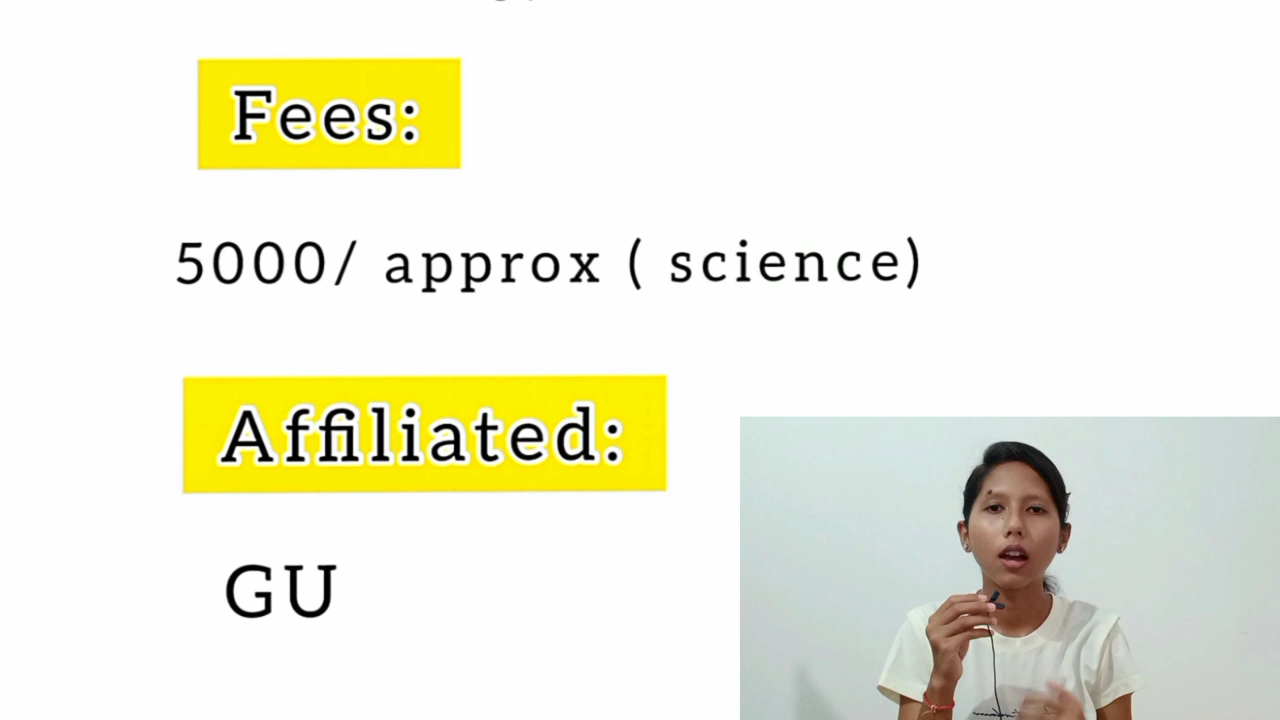 Fees:
5000/ approx ( science)
Affiliated:
GU